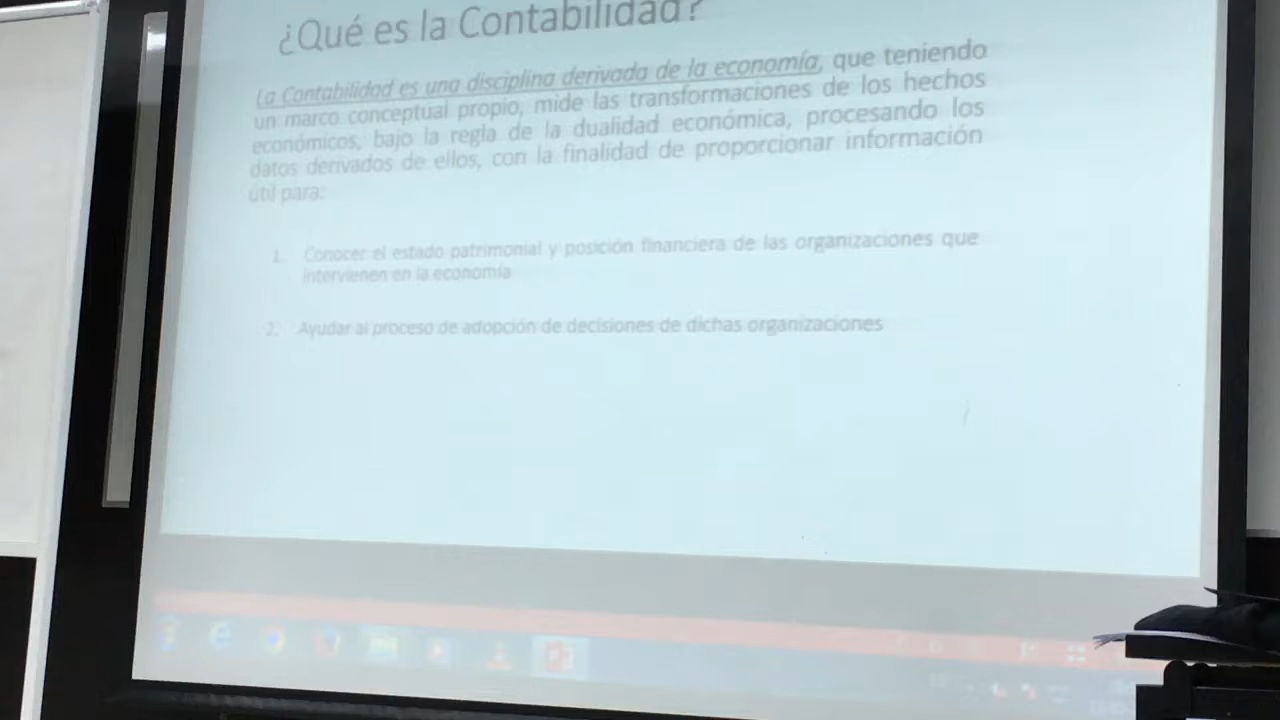 ¿Qué es la Contabilidad?
La Contabilidad es una disciplina derivada de la economía, que teniendo
un marco conceptual propio, mide las transformaciones de los hechos
económicos, bajo la regla de la dualidad económica, procesando los
datos derivados de ellos, con la finalidad de proporcionar información
útil para:
1. Conocer el estado patrimonial y posición financiera de las organizaciones que
intervienen en la economía
2. Ayudar al proceso de adopción de decisiones de dichas organizaciones